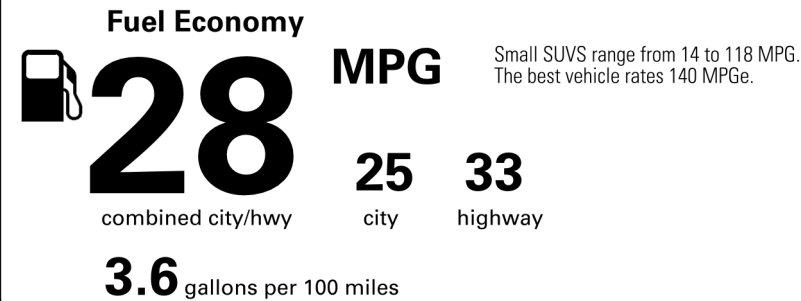 Fuel Economy
28
MPG
Small SUVS range from 14 to 118 MPG.
The best vehicle rates 140 MPGe.
25
33
combined city/hwy
city
highway
3.6 gallons per 100 miles